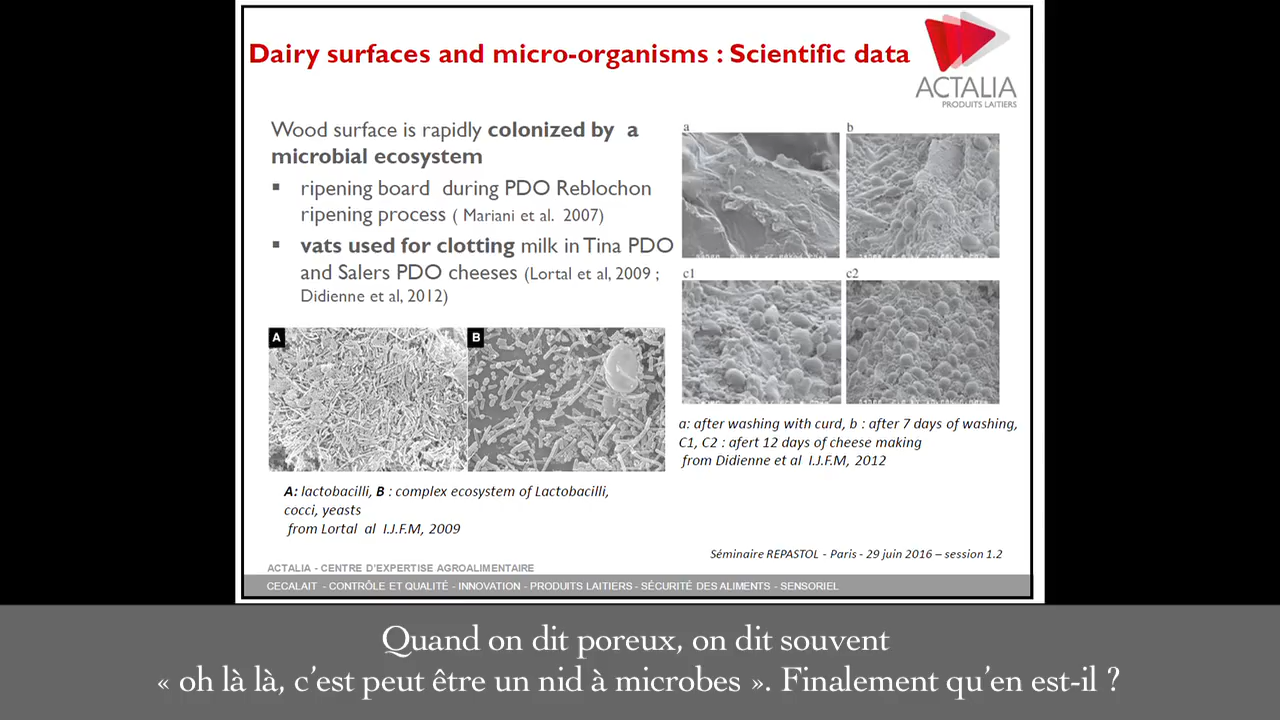 Dairy surfaces and micro-organisms : Scientific data
ACTALIA
PRODUITS LAITIERS
Wood surface is rapidly colonized by a
microbial ecosystem
▪ ripening board during PDO Reblochon
ripening process ( Mariani et al. 2007)
▪ vats used for clotting milk in Tina PDO
and Salers PDO cheeses (Lortal et al, 2009 ;
Didienne et al, 2012)
A
B
A: lactobacilli, B : complex ecosystem of Lactobacilli,
cocci, yeasts
from Lortal al I.J.F.M, 2009
a
b
c1
c2
a: after washing with curd, b : after 7 days of washing,
C1, C2 : afert 12 days of cheese making
from Didienne et al I.J.F.M, 2012
Séminaire REPASTOL - Paris - 29 juin 2016 – session 1.2
ACTALIA - CENTRE D'EXPERTISE AGROALIMENTAIRE
CECALAIT - CONTRÔLE ET QUALITÉ - INNOVATION - PRODUITS LAITIERS - SÉCURITÉ DES ALIMENTS - SENSORIEL
Quand on dit poreux, on dit souvent
« oh là là, c'est peut être un nid à microbes ». Finalement qu'en est-il ?